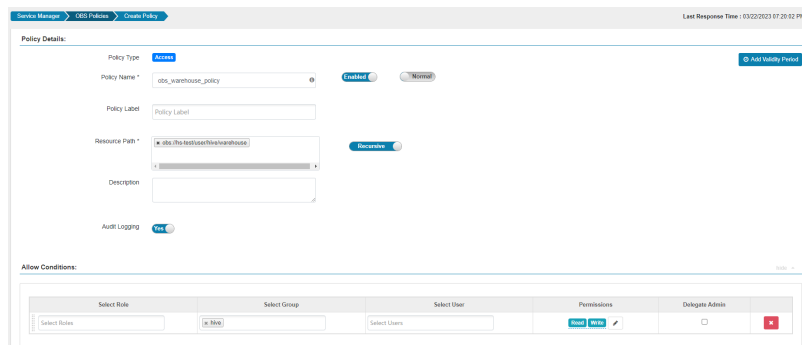 Service Manager OBS Policies Create Policy Last Response Time : 03/22/2023 07:20:02 PM
Policy Details:
Policy Type Access
Add Validity Period
Policy Name * obs_warehouse_policy Enabled Normal
Policy Label Policy Label
Resource Path * × obs://hs-test/user/hive/warehouse Recursive
Description
Audit Logging Yes
Allow Conditions:
Select Role Select Group Select User Permissions Delegate Admin
Select Roles × hive Select Users Read Write